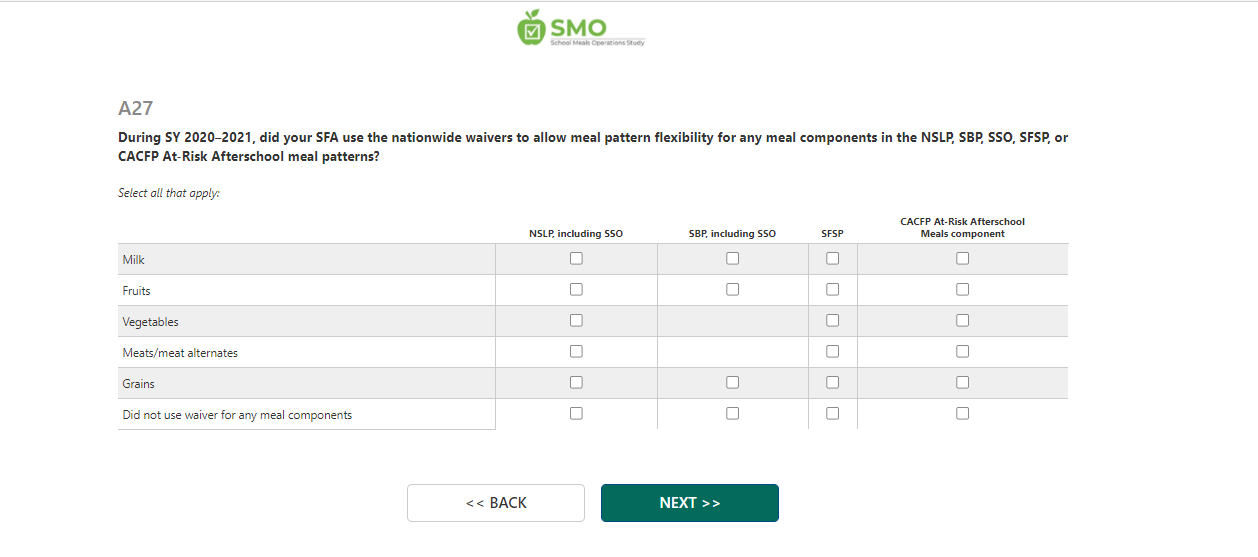 SMO
School Meals Operations Study
A27
During SY 2020–2021, did your SFA use the nationwide waivers to allow meal pattern flexibility for any meal components in the NSLP, SBP, SSO, SFSP, or
CACFP At-Risk Afterschool meal patterns?
Select all that apply:
NSLP, including SSO SBP, including SSO SFSP CACFP At-Risk Afterschool
Meals component
Milk
Fruits
Vegetables
Meats/meat alternates
Grains
Did not use waiver for any meal components
<< BACK NEXT >>